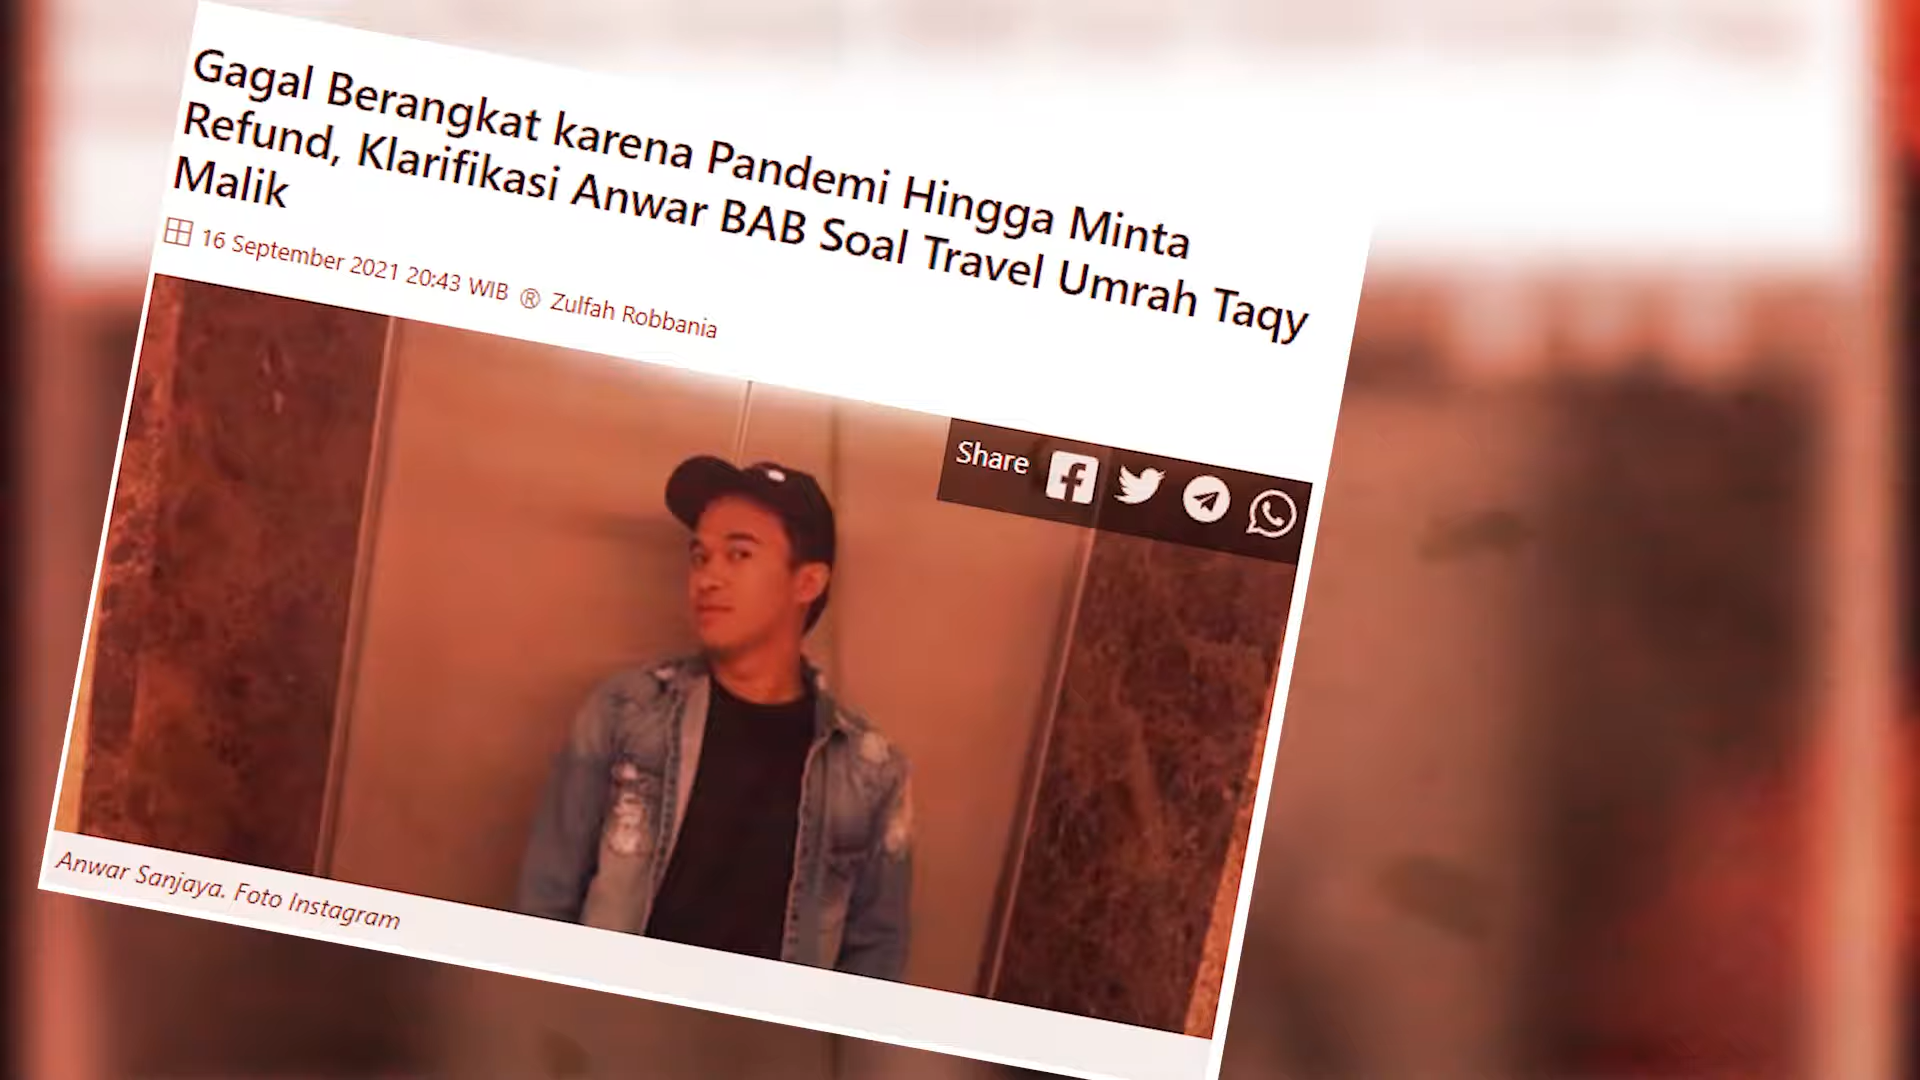 Gagal Berangkat karena Pandemi Hingga Minta
Refund, Klarifikasi Anwar BAB Soal Travel Umrah Taqy
Malik
16 September 2021 20:43 WIB ® Zulfah Robbania
Share
Anwar Sanjaya. Foto Instagram